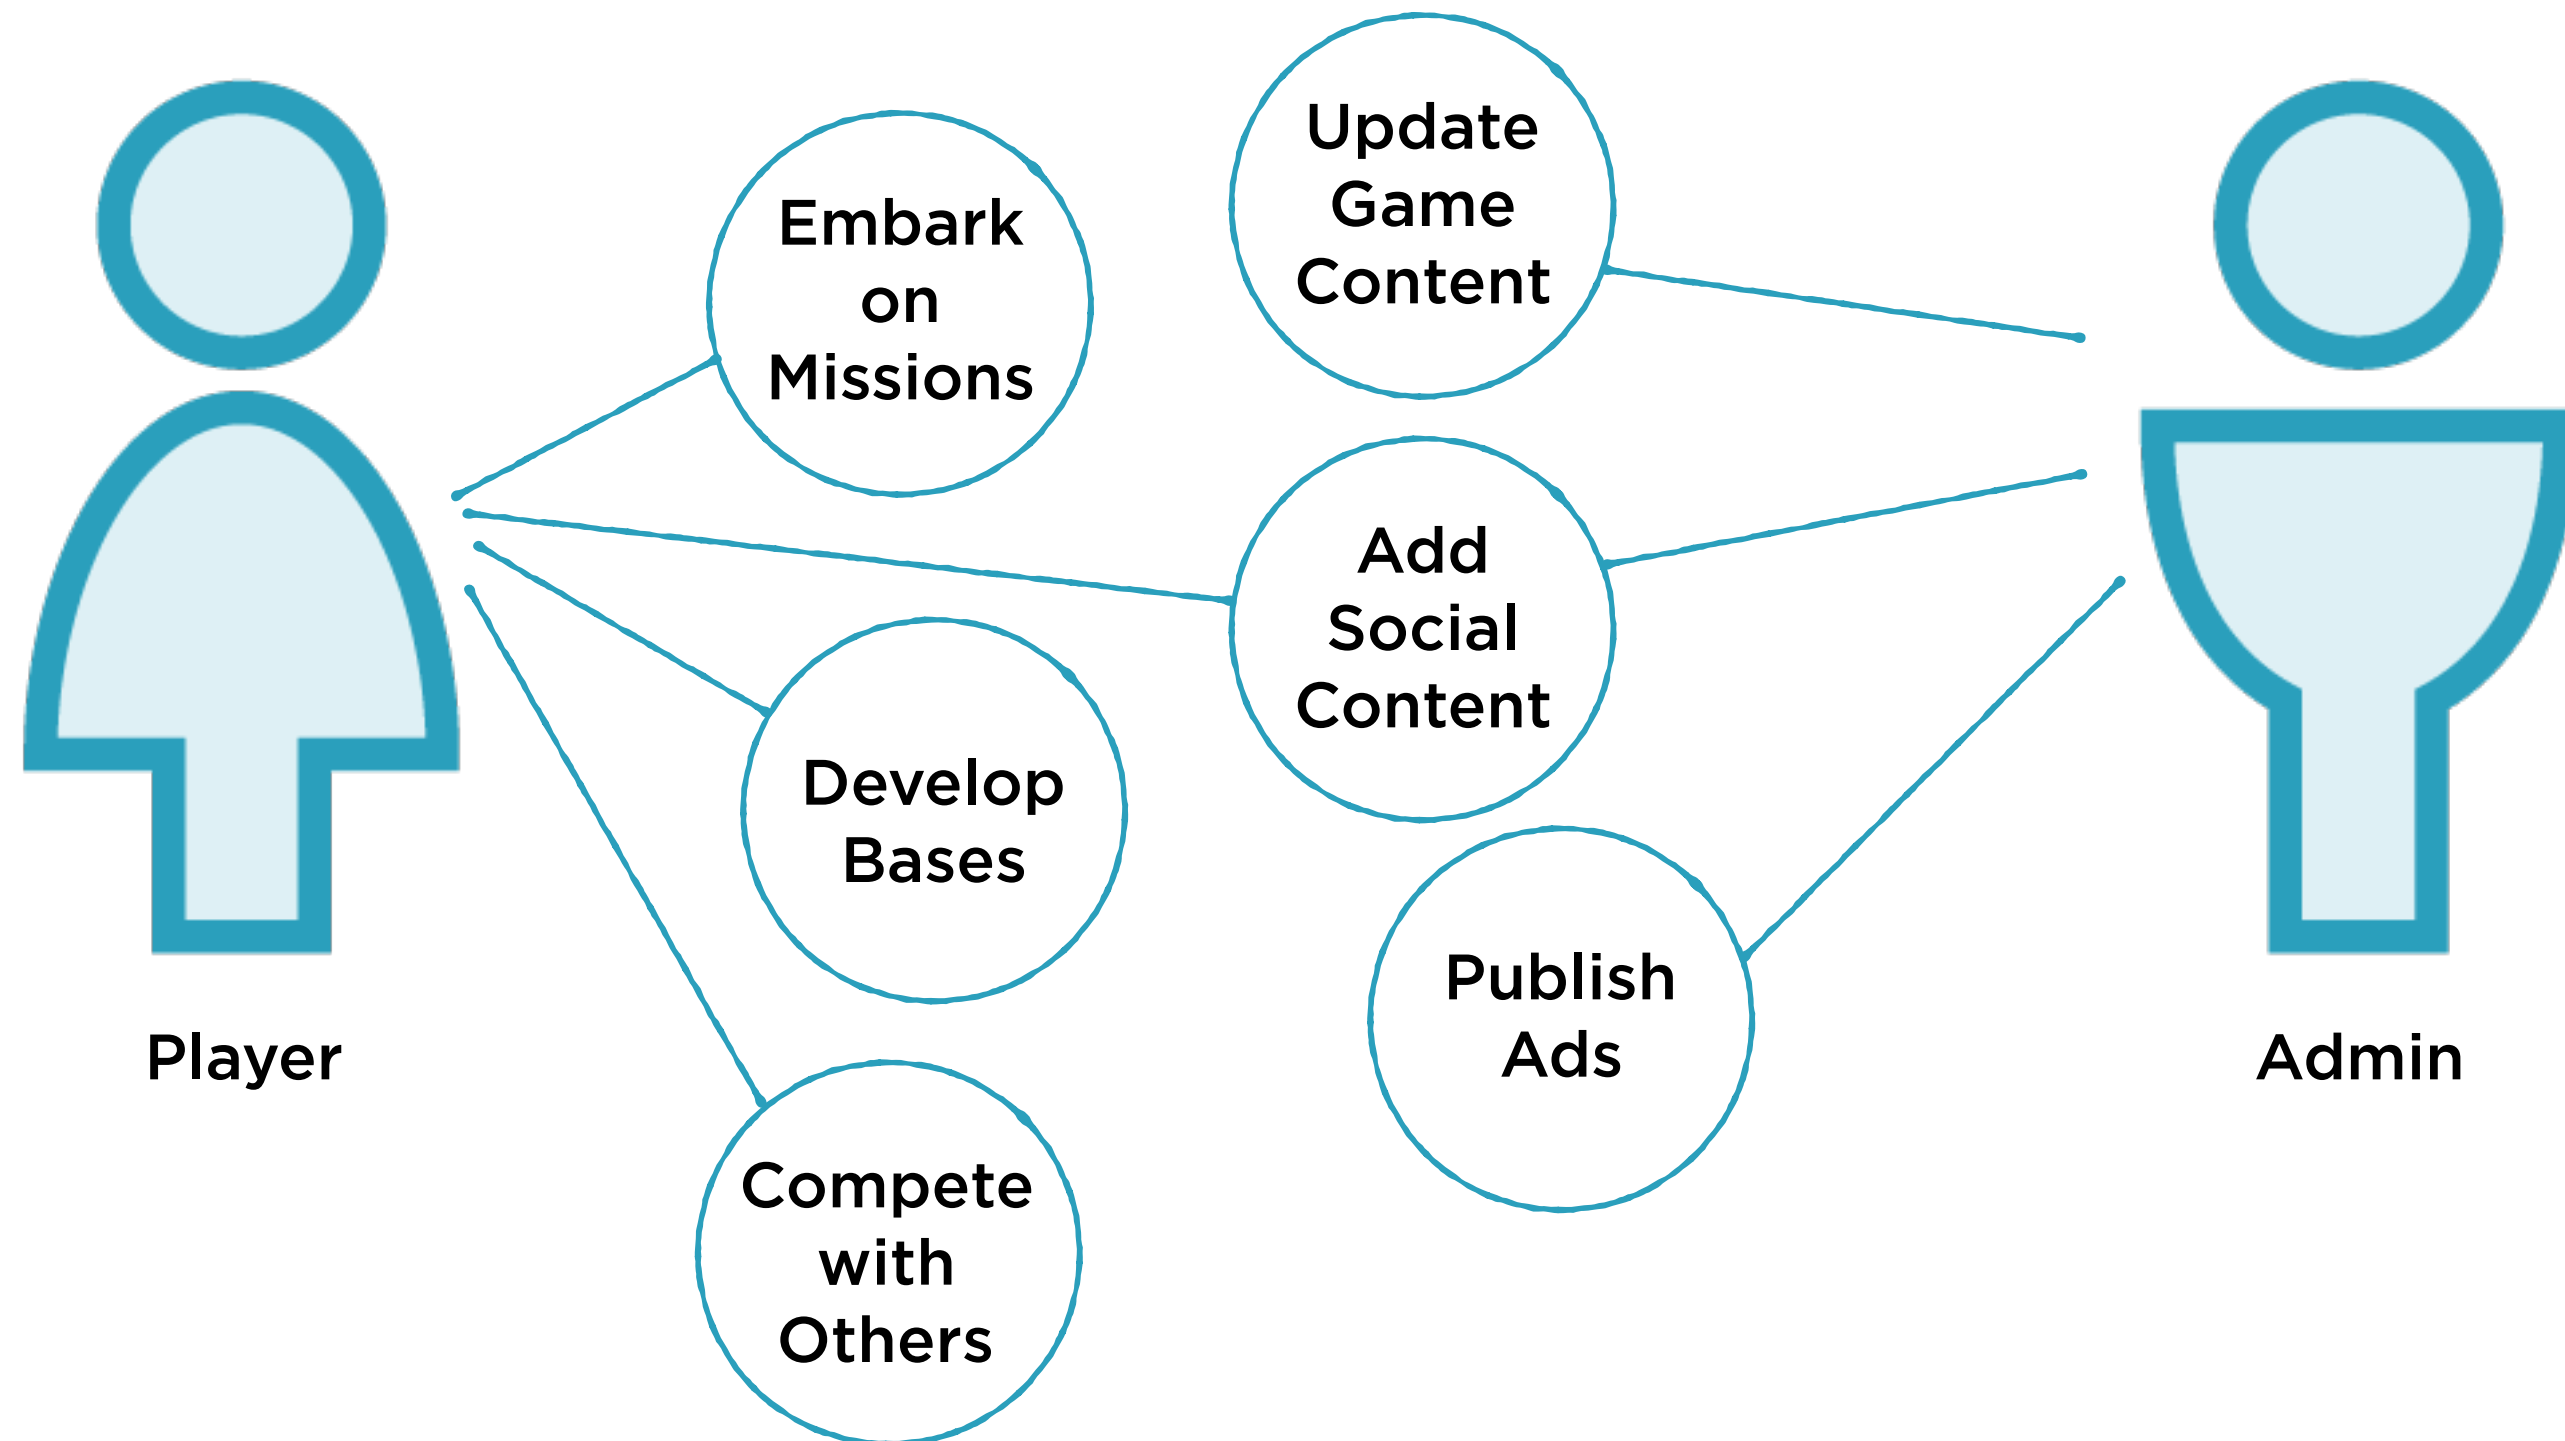 Update
Game
Content
Embark
on
Missions
Add
Social
Content
Develop
Bases
Publish
Ads
Player
Admin
Compete
with
Others